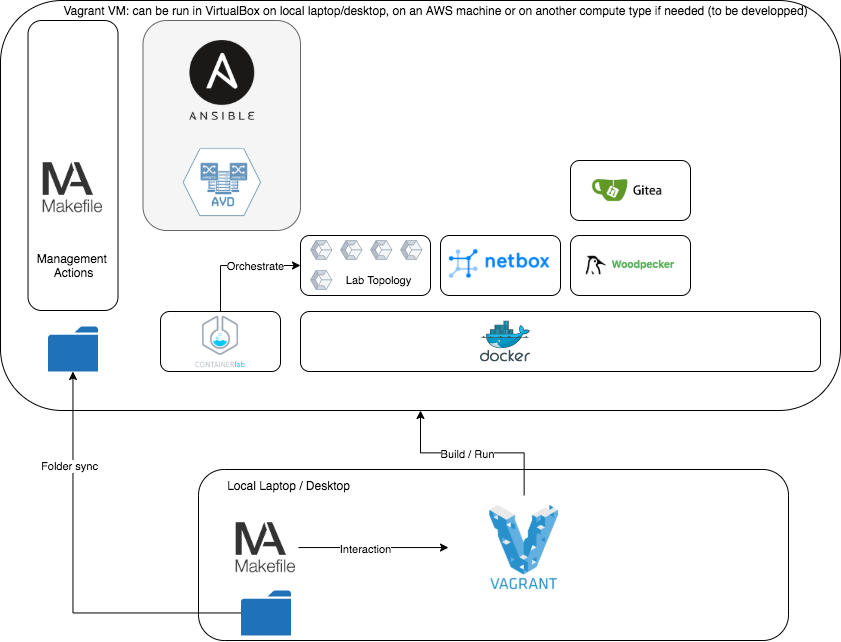 Vagrant VM: can be run in VirtualBox on local laptop/desktop, on an AWS machine or on another compute type if needed (to be developped)
ANSIBLE
AVD
MA
Makefile
Management
Actions
Gitea
Orchestrate
Lab Topology
netbox
Woodpecker
CONTAINERlab
docker
Folder sync
Build / Run
Local Laptop / Desktop
MA
Makefile
Interaction
VAGRANT